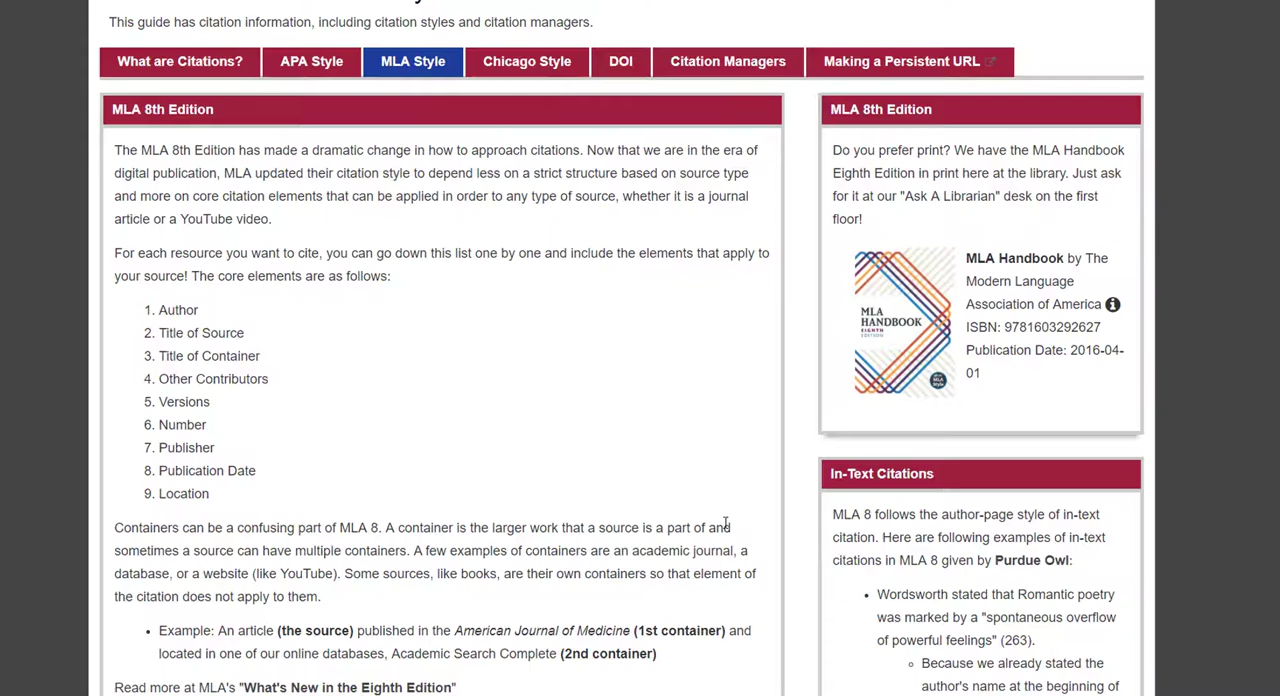 This guide has citation information, including citation styles and citation managers.
What are Citations?
APA Style
MLA Style
Chicago Style
DOI
Citation Managers
Making a Persistent URL
MLA 8th Edition
The MLA 8th Edition has made a dramatic change in how to approach citations. Now that we are in the era of
digital publication, MLA updated their citation style to depend less on a strict structure based on source type
and more on core citation elements that can be applied in order to any type of source, whether it is a journal
article or a YouTube video.
For each resource you want to cite, you can go down this list one by one and include the elements that apply to
your source! The core elements are as follows:
1. Author
2. Title of Source
3. Title of Container
4. Other Contributors
5. Versions
6. Number
7. Publisher
8. Publication Date
9. Location
Containers can be a confusing part of MLA 8. A container is the larger work that a source is a part of and
sometimes a source can have multiple containers. A few examples of containers are an academic journal, a
database, or a website (like YouTube). Some sources, like books, are their own containers so that element of
the citation does not apply to them.
• Example: An article (the source) published in the American Journal of Medicine (1st container) and
located in one of our online databases, Academic Search Complete (2nd container)
Read more at MLA's "What's New in the Eighth Edition"
MLA 8th Edition
Do you prefer print? We have the MLA Handbook
Eighth Edition in print here at the library. Just ask
for it at our "Ask A Librarian" desk on the first
floor!
MLA
HANDBOOK
EIGHTH
EDITION
MLA Handbook by The
Modern Language
Association of America
ISBN: 9781603292627
Publication Date: 2016-04-
01
In-Text Citations
MLA 8 follows the author-page style of in-text
citation. Here are following examples of in-text
citations in MLA 8 given by Purdue Owl:
• Wordsworth stated that Romantic poetry
was marked by a "spontaneous overflow
of powerful feelings" (263).
Because we already stated the
author's name at the beginning of